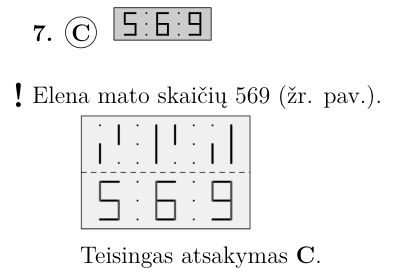 7. C 5:6:9
! Elena mato skaičių 569 (žr. pav.).
5:6:9
Teisingas atsakymas C.